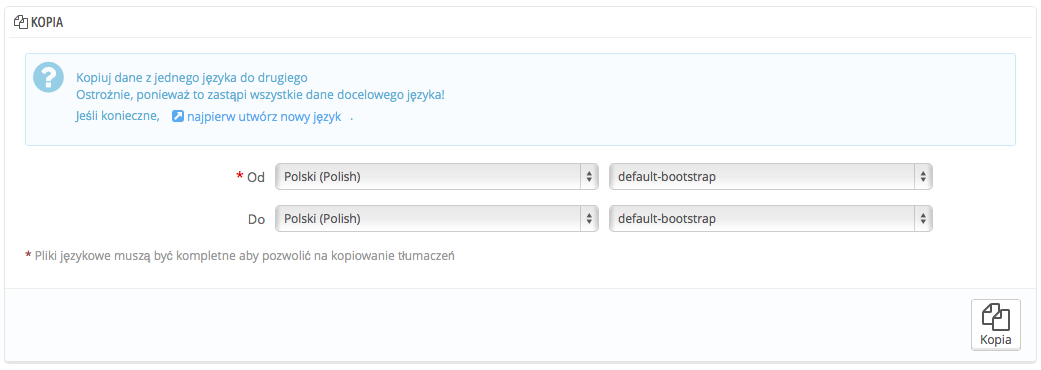 KOPIA
Kopiuj dane z jednego języka do drugiego
Ostrożnie, ponieważ to zastąpi wszystkie dane docelowego języka!
Jeśli konieczne, najpierw utwórz nowy język .
* Od Polski (Polish) default-bootstrap
Do Polski (Polish) default-bootstrap
* Pliki językowe muszą być kompletne aby pozwolić na kopiowanie tłumaczeń
Kopia